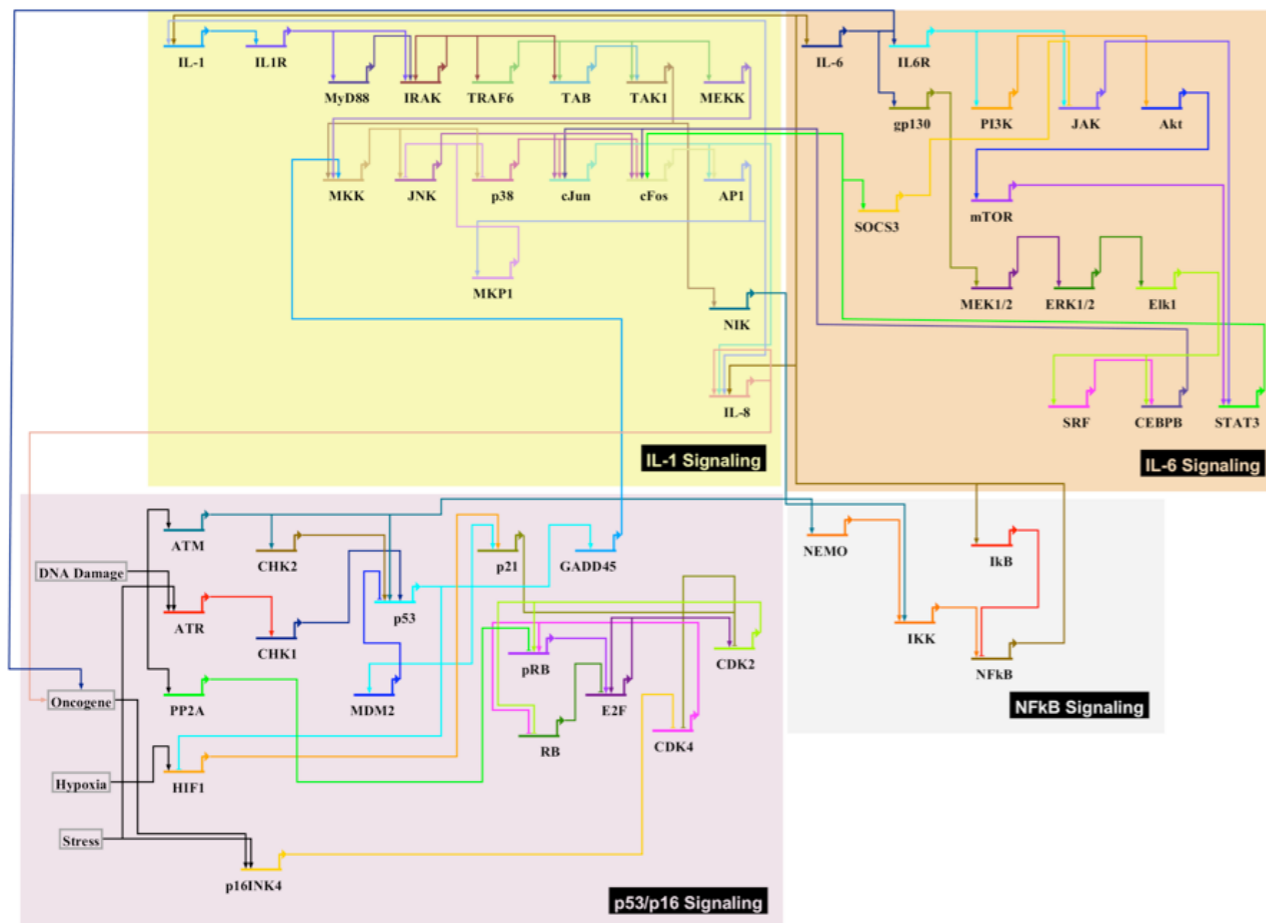 IL-1
IL1R
IL-6
IL6R
MyD88
IRAK
TRAF6
TAB
TAK1
MEKK
gp130
PI3K
JAK
Akt
MKK
JNK
p38
cJun
cFos
AP1
SOCS3
mTOR
MKP1
NIK
MEK1/2
ERK1/2
Elk1
IL-8
SRF
CEBPB
STAT3
IL-1 Signaling
IL-6 Signaling
ATM
CHK2
p21
GADD45
NEMO
IkB
DNA Damage
ATR
p53
CHK1
IKK
NFkB
pRB
CDK2
Oncogene
PP2A
MDM2
E2F
NFkB Signaling
RB
CDK4
Hypoxia
HIF1
Stress
p16INK4
p53/p16 Signaling